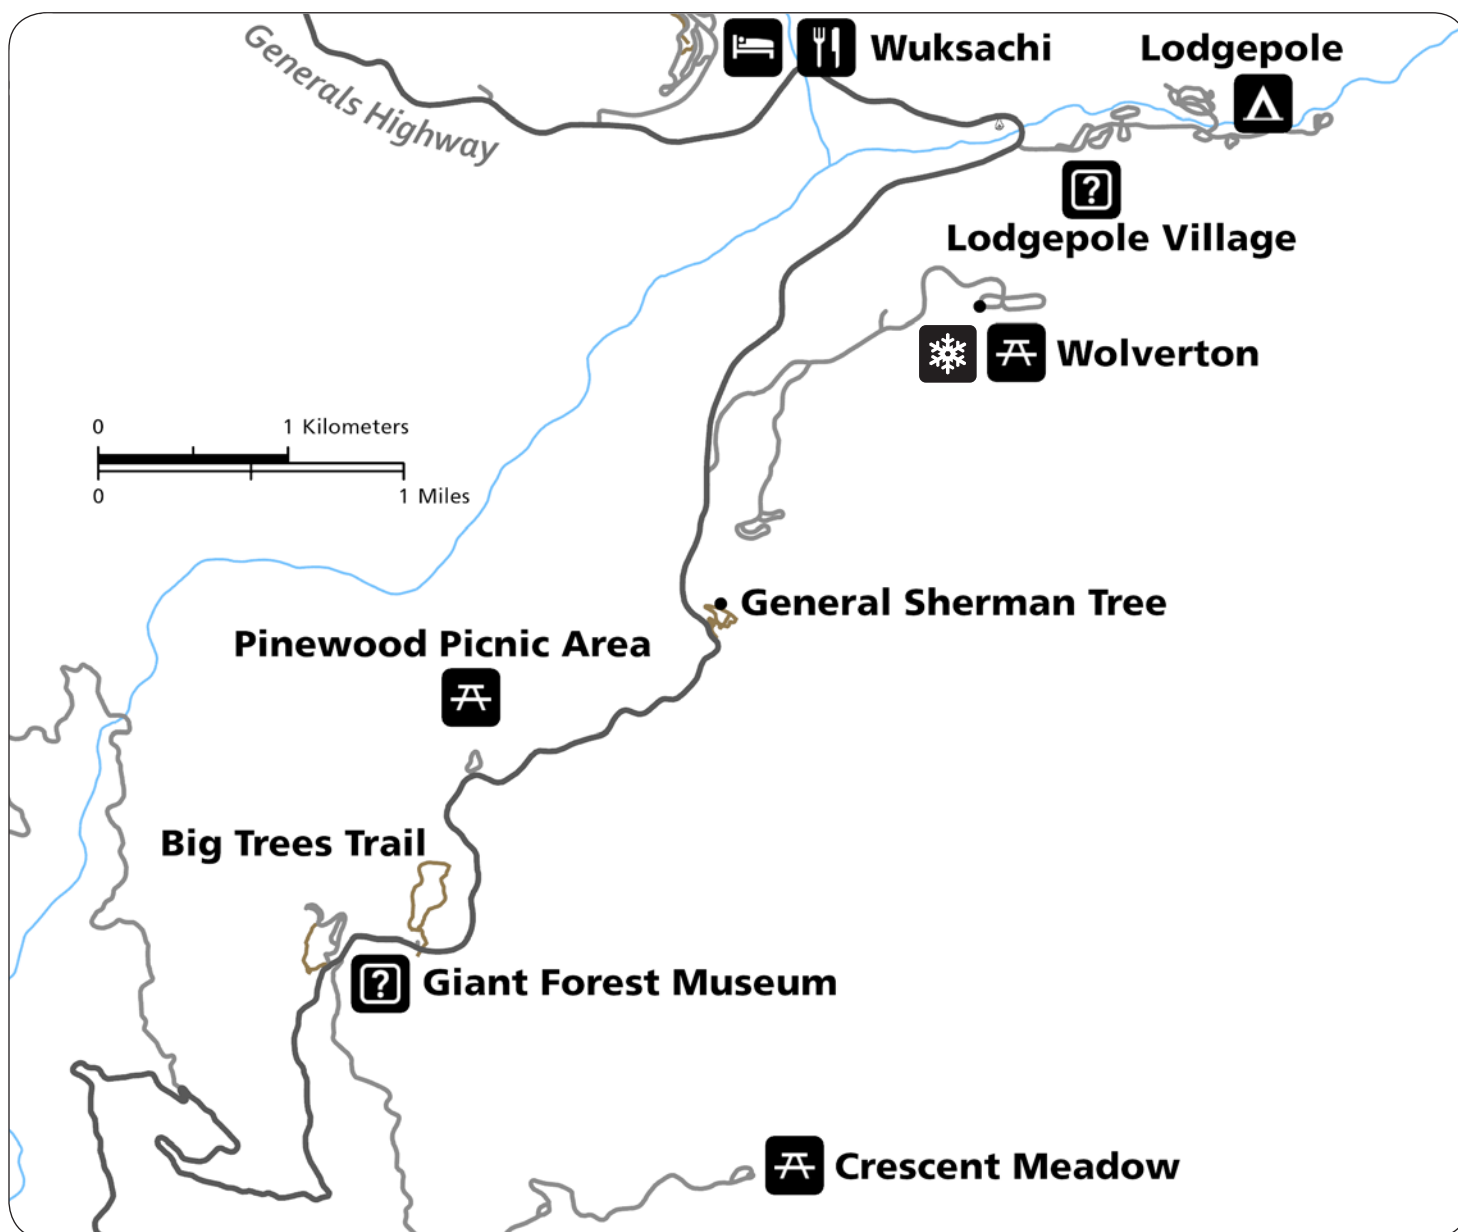 Generals Highway
Wuksachi
Lodgepole
?
Lodgepole Village
Wolverton
0 1 Kilometers
0 1 Miles
General Sherman Tree
Pinewood Picnic Area
Big Trees Trail
?
Giant Forest Museum
Crescent Meadow